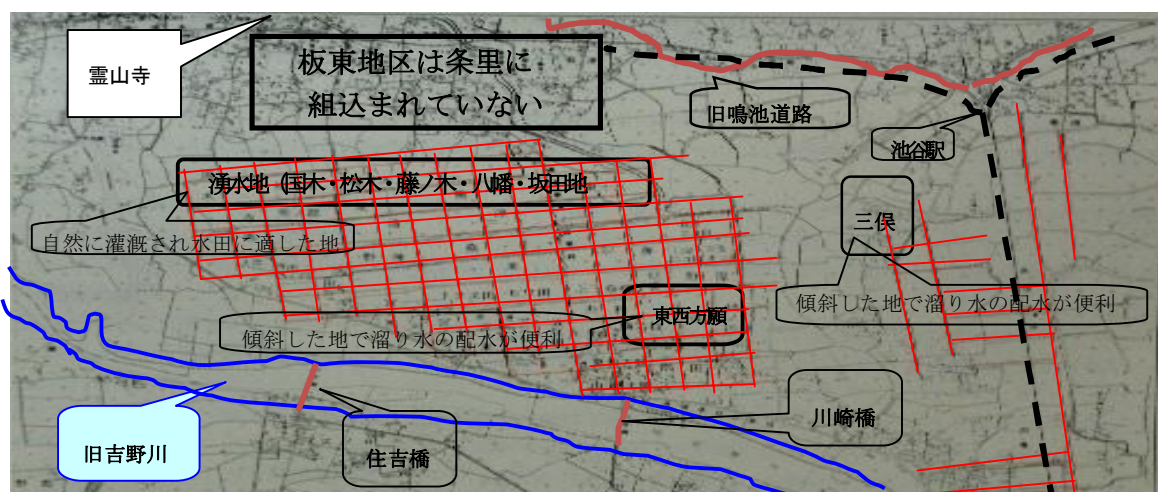 霊山寺
板東地区は条里に
組込まれていない
旧鳴池道路
池谷駅
湧水地（国木・松木・藤ノ木・八幡・坂田地
自然に灌漑され水田に適した地
三俣
傾斜した地で溜り水の配水が便利
東西方願
傾斜した地で溜り水の配水が便利
川崎橋
旧吉野川
住吉橋